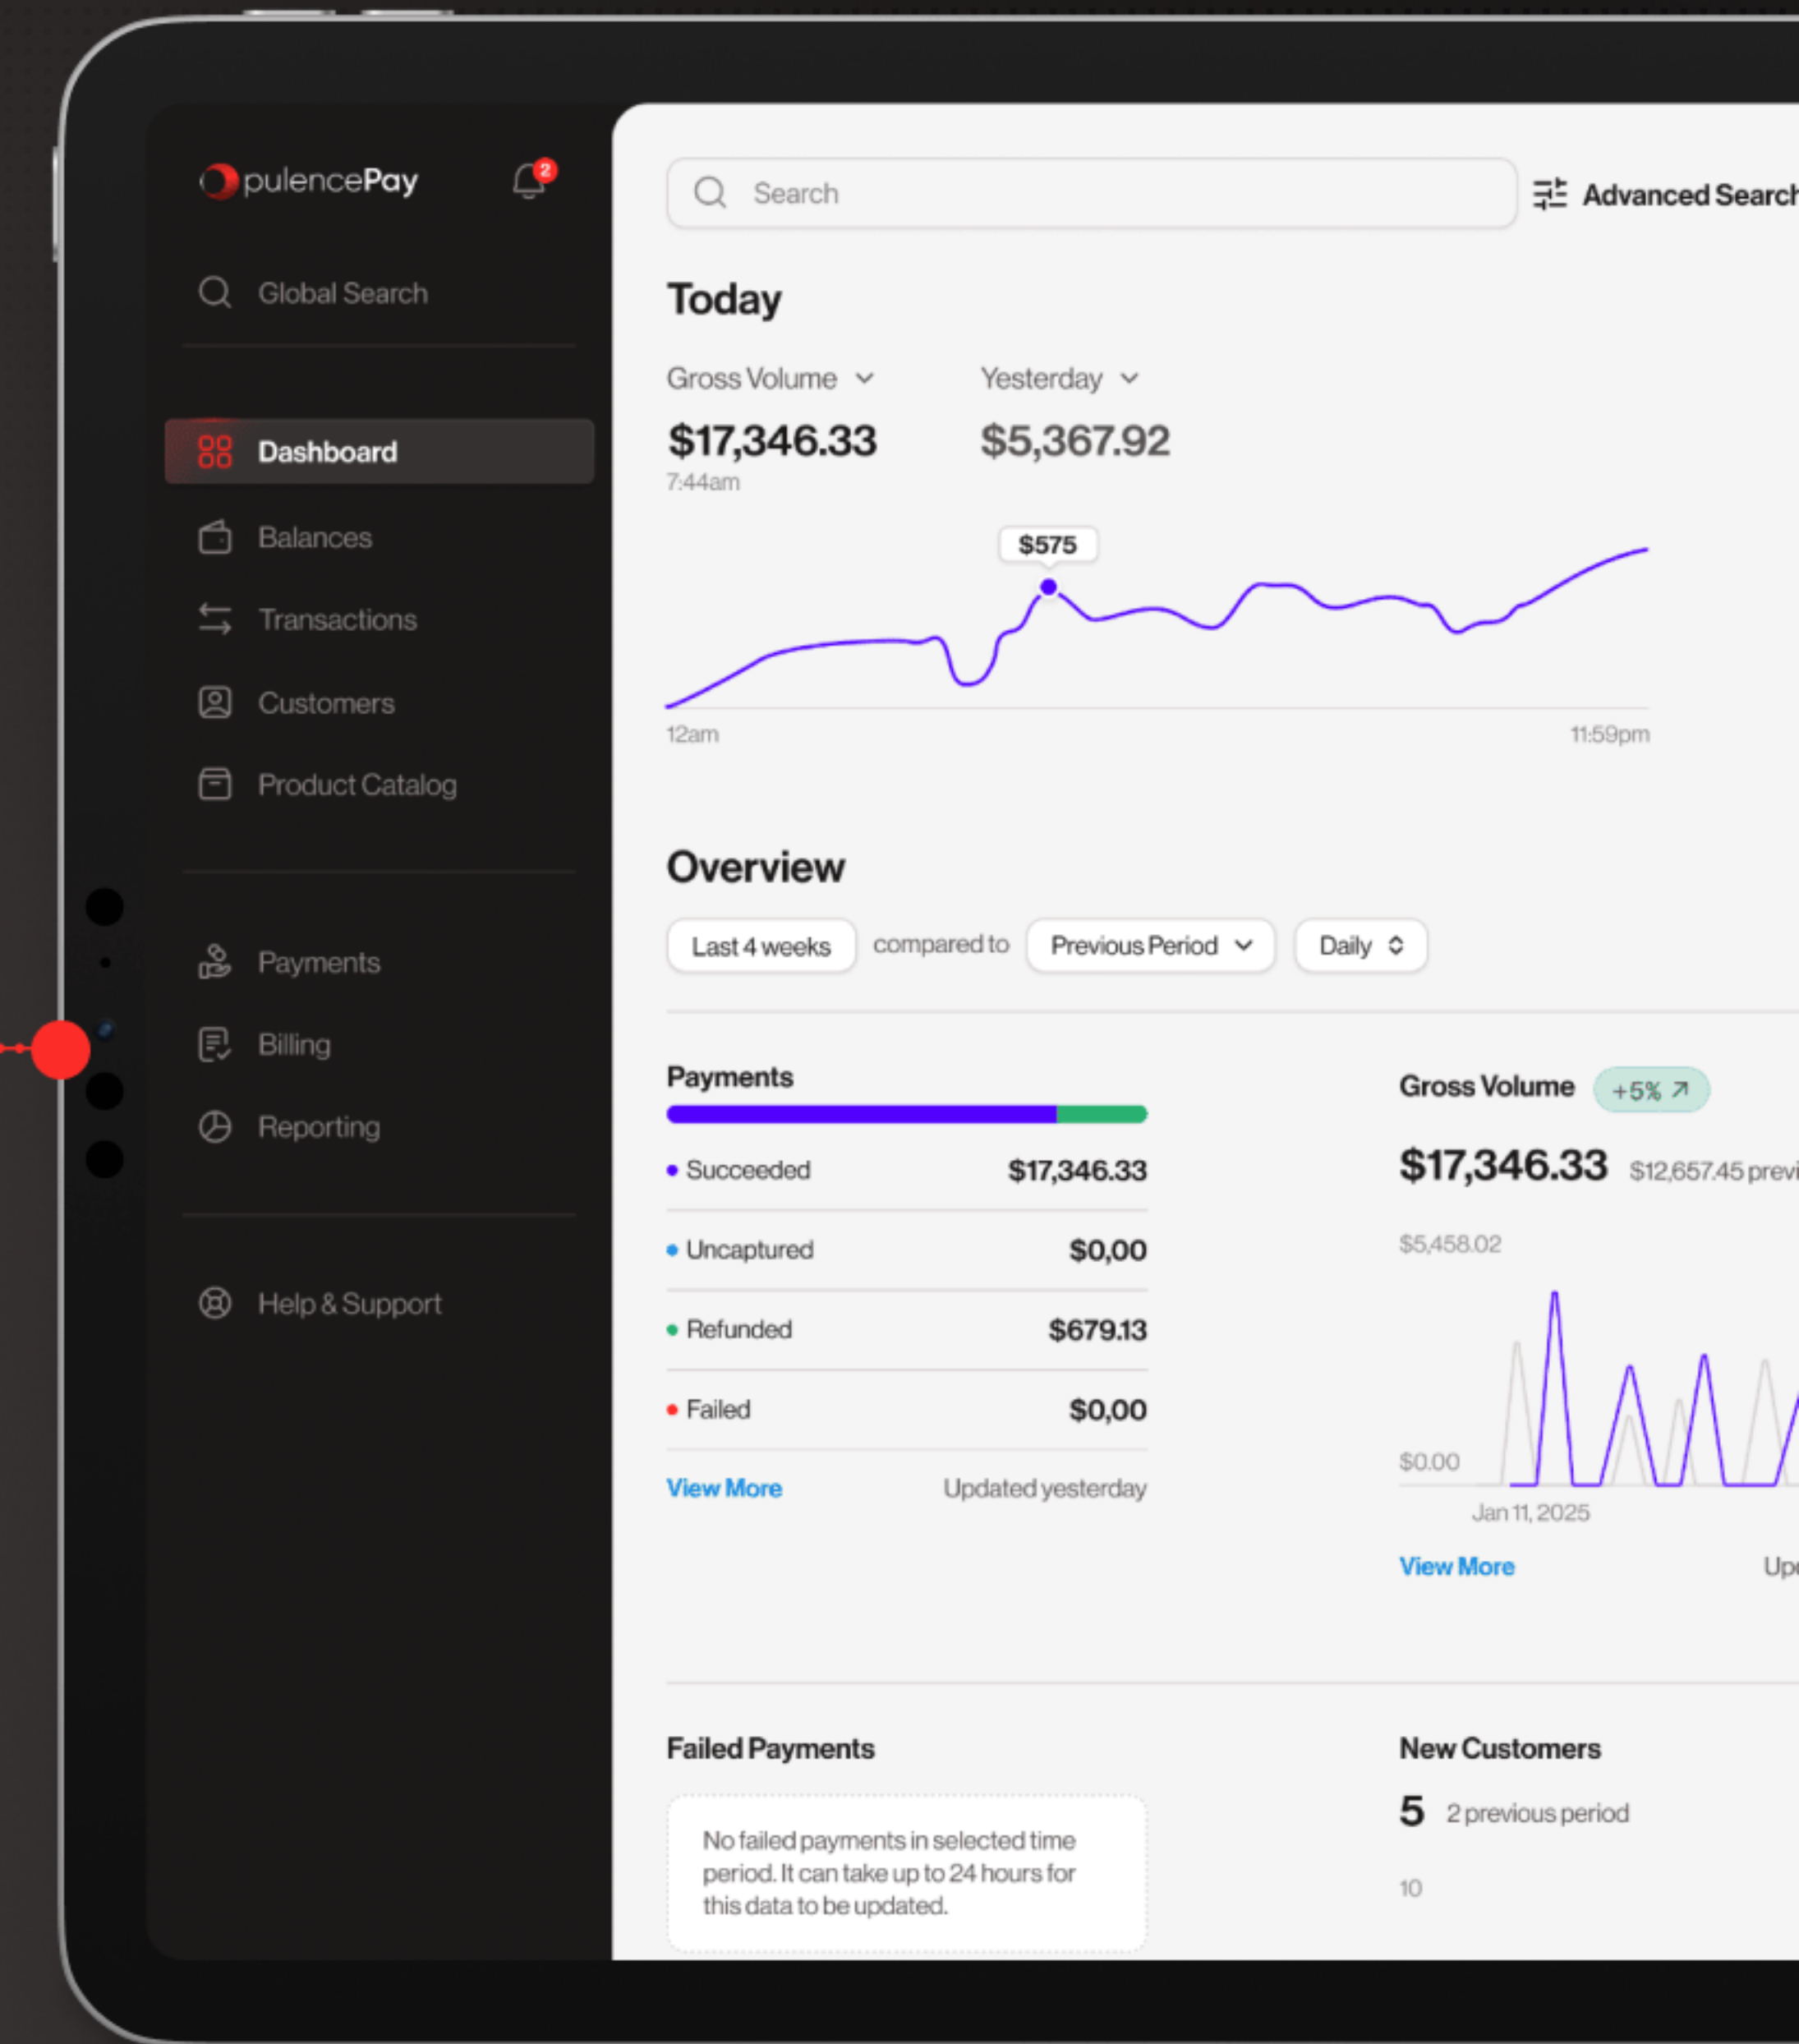 pulencePay
2
Global Search
Dashboard
Balances
Transactions
Customers
Product Catalog
Payments
Billing
Reporting
Help & Support
Search
Advanced Search
Today
Gross Volume
Yesterday
$17,346.33
$5,367.92
7:44am
$575
12am
11:59pm
Overview
Last 4 weeks
compared to
Previous Period
Daily
Payments
Succeeded $17,346.33
Uncaptured $0,00
Refunded $679.13
Failed $0,00
View More
Updated yesterday
Gross Volume +5%
$17,346.33 $12,657.45 previ
$5,458.02
$0.00
Jan 11, 2025
View More
Upd
Failed Payments
No failed payments in selected time
period. It can take up to 24 hours for
this data to be updated.
New Customers
5 2 previous period
10